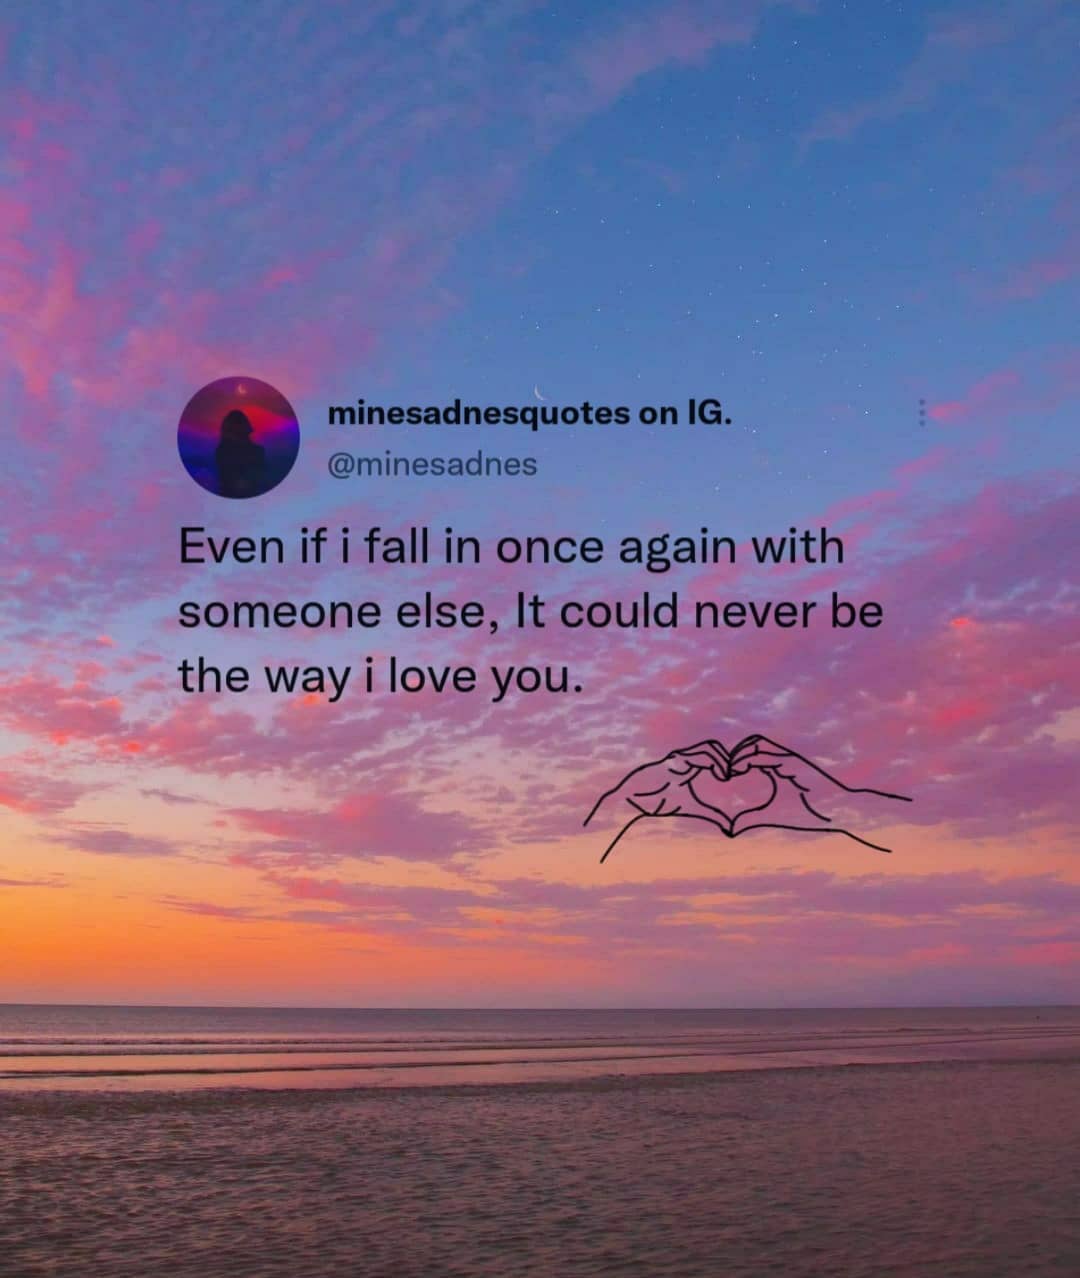 minesadnesquotes on IG.
@minesadnes
Even if i fall in once again with
someone else, It could never be
the way i love you.